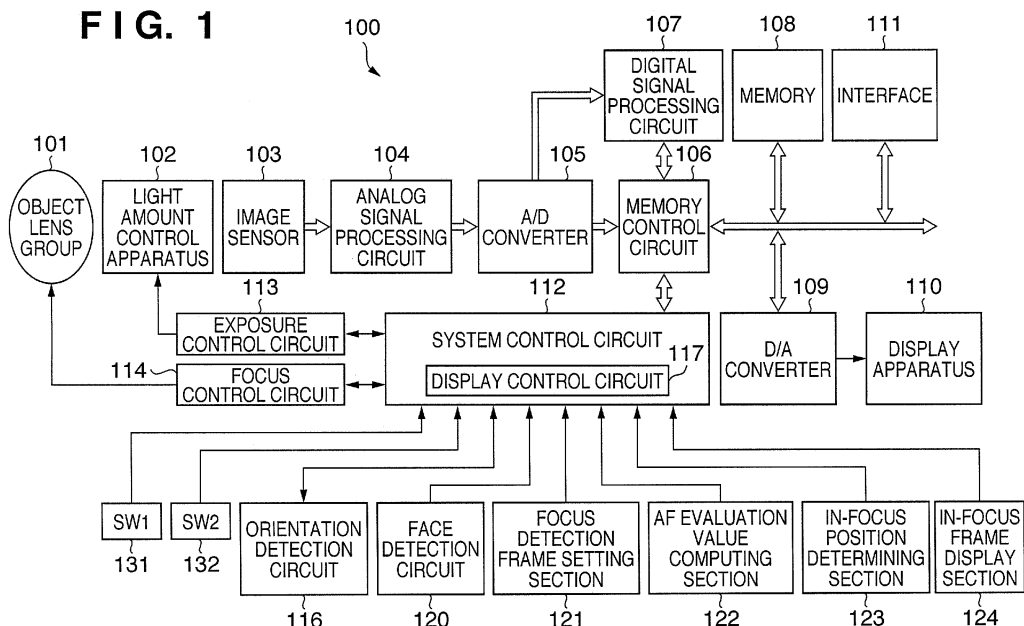 FIG. 1
100
107
108
111
DIGITAL
SIGNAL
PROCESSING
CIRCUIT
MEMORY
INTERFACE
101
102
103
104
105
106
OBJECT
LENS
GROUP
LIGHT
AMOUNT
CONTROL
APPARATUS
IMAGE
SENSOR
ANALOG
SIGNAL
PROCESSING
CIRCUIT
A/D
CONVERTER
MEMORY
CONTROL
CIRCUIT
113
112
109
110
EXPOSURE
CONTROL CIRCUIT
SYSTEM CONTROL CIRCUIT
117
114
FOCUS
CONTROL CIRCUIT
DISPLAY CONTROL CIRCUIT
D/A
CONVERTER
DISPLAY
APPARATUS
SW1
SW2
ORIENTATION
DETECTION
CIRCUIT
FACE
DETECTION
CIRCUIT
FOCUS
DETECTION
FRAME SETTING
SECTION
AF EVALUATION
VALUE
COMPUTING
SECTION
IN-FOCUS
POSITION
DETERMINING
SECTION
IN-FOCUS
FRAME
DISPLAY
SECTION
131
132
116
120
121
122
123
124